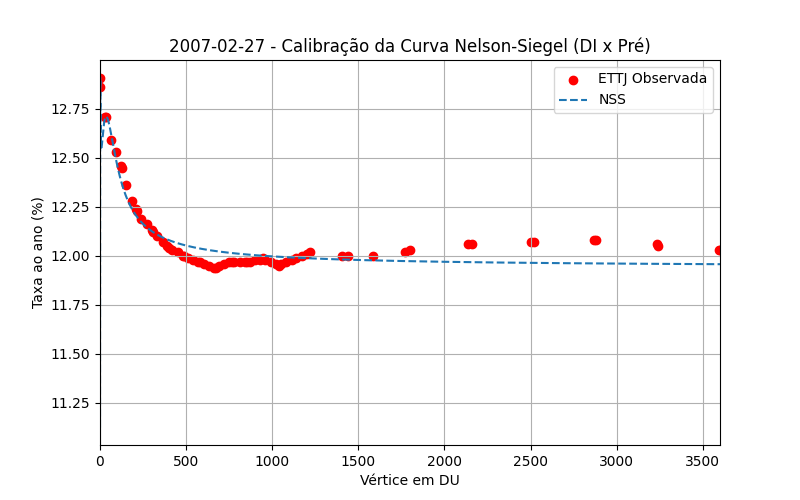 2007-02-27 - Calibração da Curva Nelson-Siegel (DI x Pré)
ETTJ Observada
NSS
Taxa ao ano (%)
12.75
12.50
12.25
12.00
11.75
11.50
11.25
0 500 1000 1500 2000 2500 3000 3500
Vértice em DU